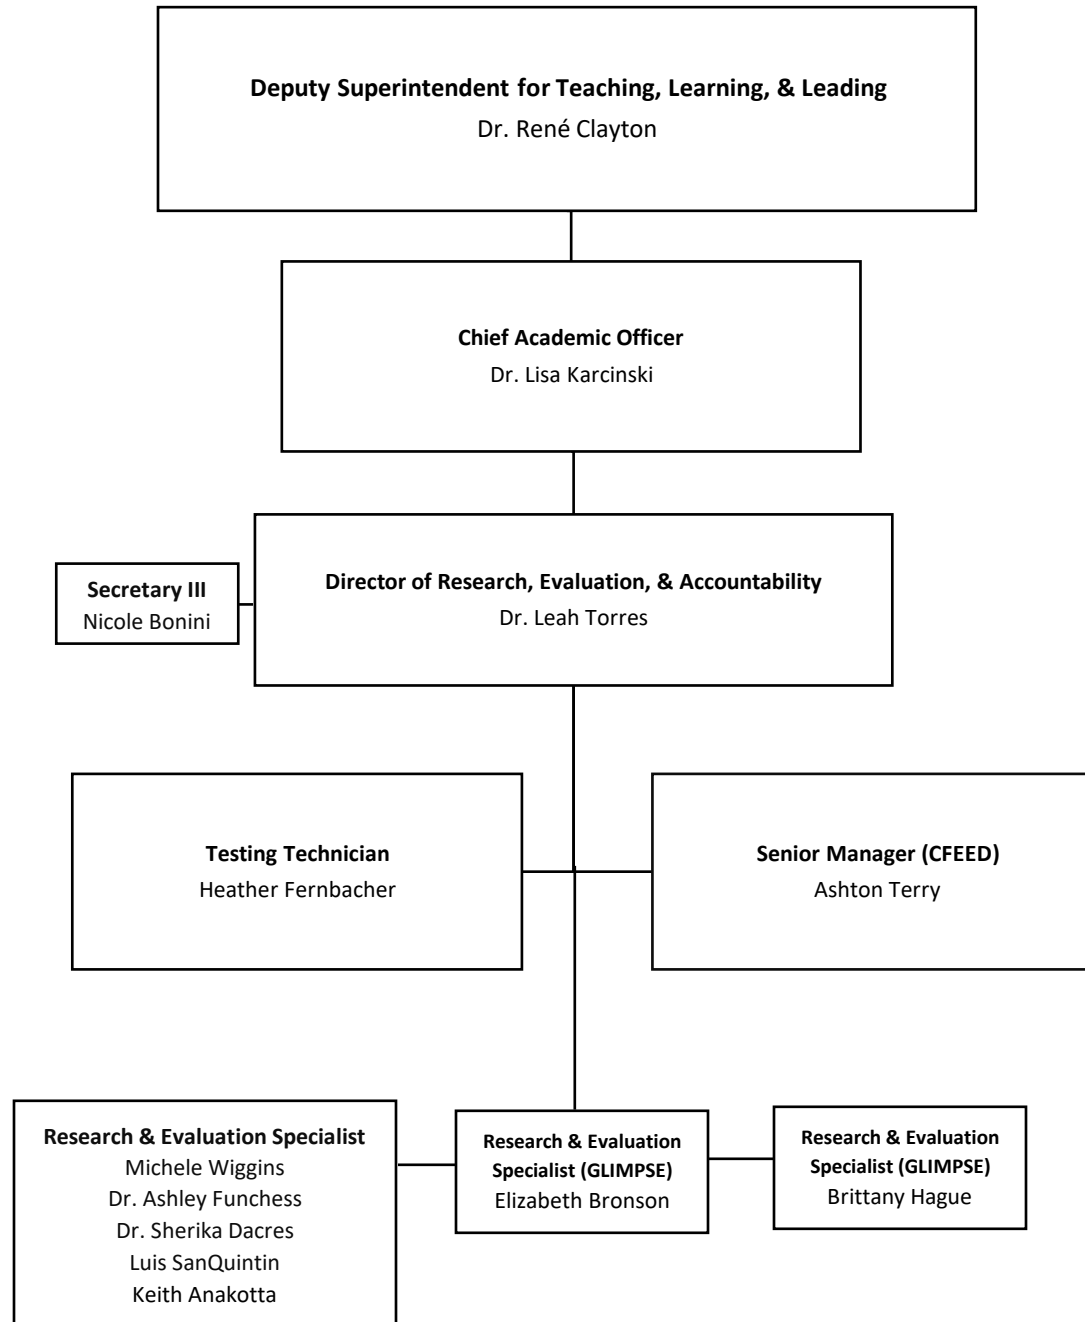 Deputy Superintendent for Teaching, Learning, & Leading
Dr. René Clayton
Chief Academic Officer
Dr. Lisa Karcinski
Director of Research, Evaluation, & Accountability
Dr. Leah Torres
Secretary III
Nicole Bonini
Testing Technician
Heather Fernbacher
Senior Manager (CFEED)
Ashton Terry
Research & Evaluation Specialist
Michele Wiggins
Dr. Ashley Funchess
Dr. Sherika Dacres
Luis SanQuintin
Keith Anakotta
Research & Evaluation
Specialist (GLIMPSE)
Elizabeth Bronson
Research & Evaluation
Specialist (GLIMPSE)
Brittany Hague